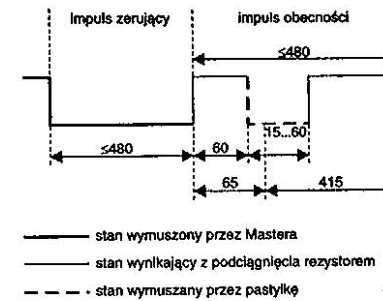 impuls zerujący
impuls obecności
≤480
15...60
≤480
60
65
415
stan wymuszony przez Mastera
stan wynikający z podciągnięcia rezystorem
stan wymuszany przez pastylkę